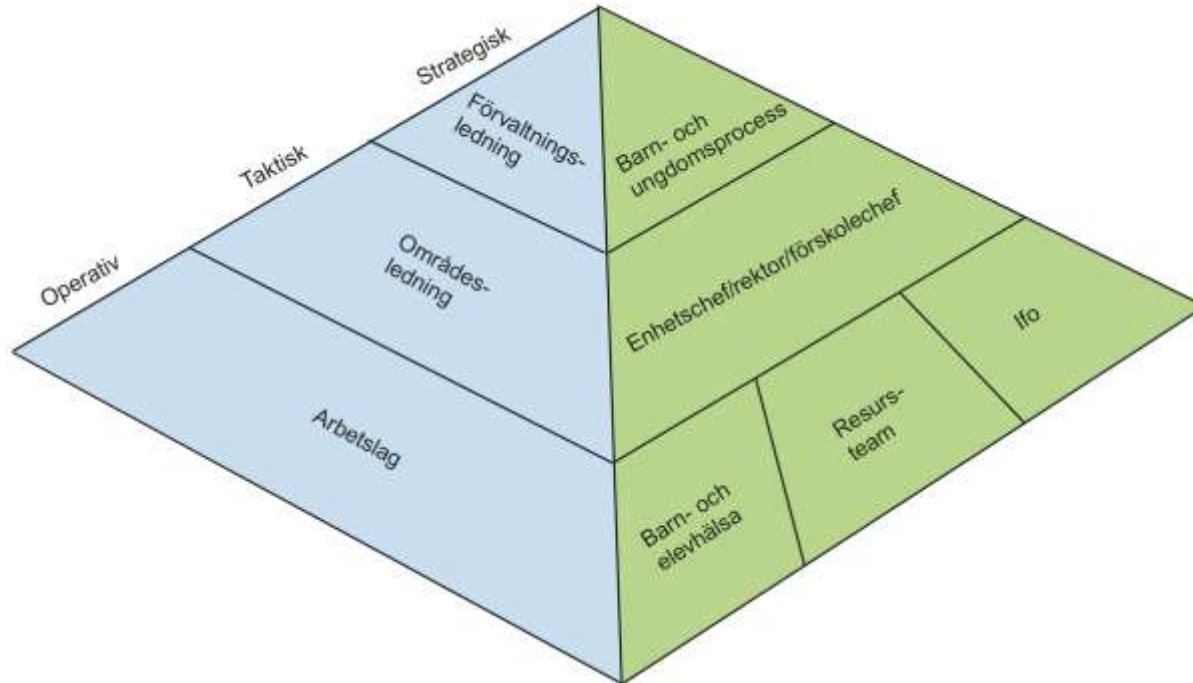 Strategisk
Taktisk
Operativ
Förvaltnings-
ledning
Områdes-
ledning
Arbetslag
Barn- och
ungdomsprocess
Enhetschef/rektor/förskolechef
Barn- och
elevhälsa
Resurs-
team
Ifo